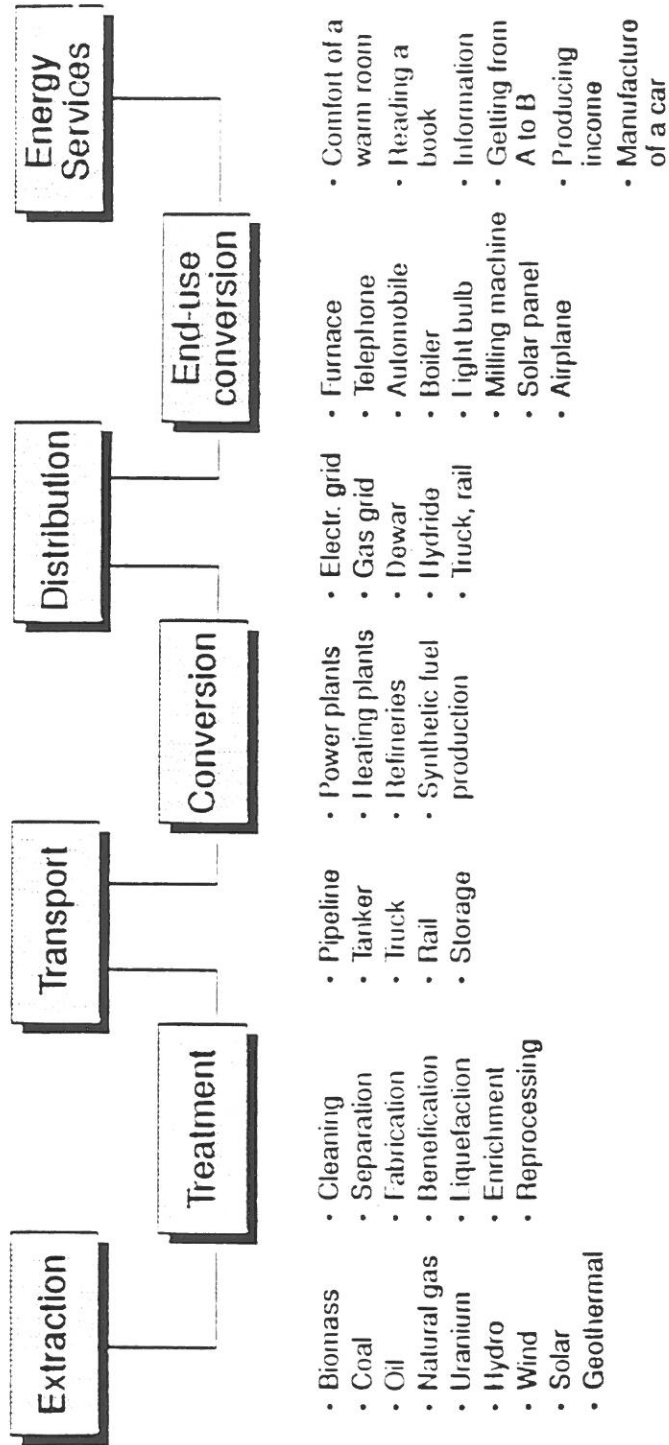 Extraction
Treatment
Transport
Conversion
Distribution
End-use
conversion
Energy
Services
• Biomass
• Coal
• Oil
• Natural gas
• Uranium
• Hydro
• Wind
• Solar
• Geothermal
• Cleaning
• Separation
• Fabrication
• Benefication
• Liquefaction
• Enrichment
• Reprocessing
• Pipeline
• Tanker
• Truck
• Rail
• Storage
• Power plants
• Heating plants
• Refineries
• Synthetic fuel
production
• Electr. grid
• Gas grid
• Dewar
• Hydride
• Truck, rail
• Furnace
• Telephone
• Automobile
• Boiler
• Light bulb
• Milling machine
• Solar panel
• Airplane
• Comfort of a
warm room
• Reading a
book
• Information
• Getting from
A to B
• Producing
income
• Manufacture
of a car